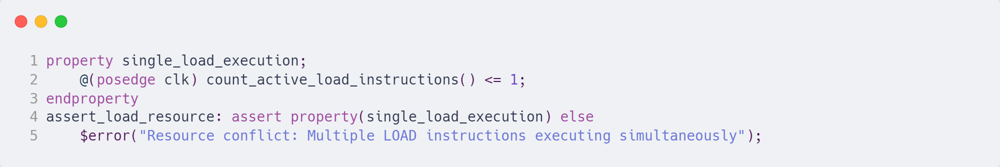 1 property single_load_execution;
2     @(posedge clk) count_active_load_instructions() <= 1;
3 endproperty
4 assert_load_resource: assert property(single_load_execution) else
5     $error("Resource conflict: Multiple LOAD instructions executing simultaneously");